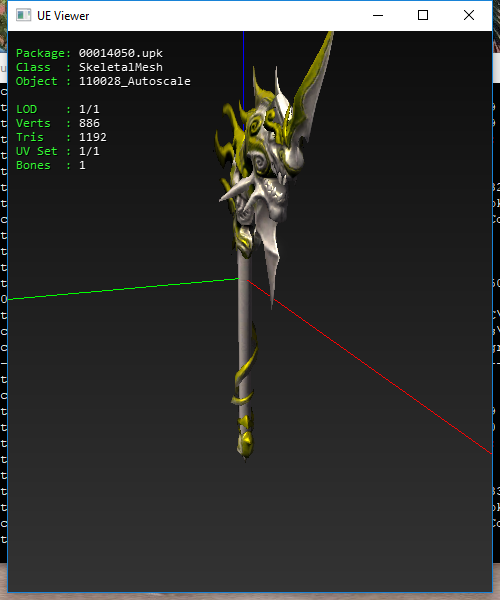 UE Viewer
Package: 00014050.upk
Class : SkeletalMesh
Object : 110028_Autoscale
LOD : 1/1
Verts : 886
Tris : 1192
UV Set : 1/1
Bones : 1